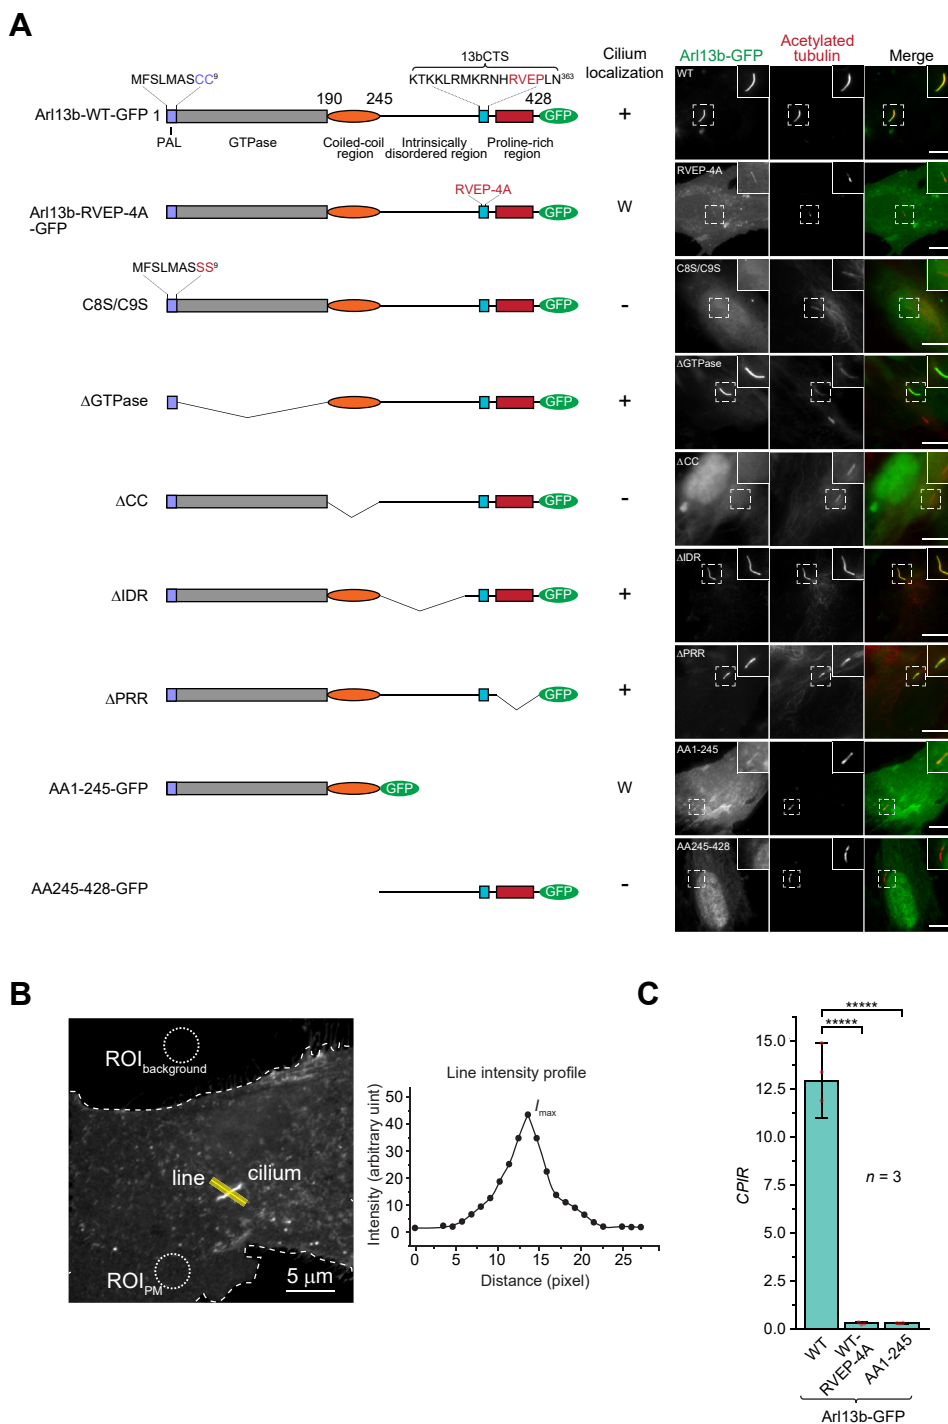 A
13bCTS
Cilium
localization
Arl13b-GFP
Acetylated
tubulin
Merge
MFSLMASCC9
KTKKLRMKRNHRVEPLN363
190
245
428
Arl13b-WT-GFP 1
GFP
+
WT
PAL
GTPase
Coiled-coil
region
Intrinsically
disordered region
Proline-rich
region
RVEP-4A
Arl13b-RVEP-4A
-GFP
GFP
W
RVEP-4A
MFSLMASSS9
C8S/C9S
GFP
-
C8S/C9S
ΔGTPase
GFP
+
ΔGTPase
ΔCC
GFP
-
ΔCC
ΔIDR
GFP
+
ΔIDR
ΔPRR
GFP
+
ΔPRR
AA1-245-GFP
GFP
W
AA1-245
AA245-428-GFP
GFP
-
AA245-428
B
ROIbackground
line
cilium
ROIPM
5 μm
Line intensity profile
Imax
Intensity (arbitrary uint)
50
40
30
20
10
0
0 5 10 15 20 25
Distance (pixel)
C
*****
*****
CPIR
15.0
12.5
10.0
7.5
5.0
2.5
0.0
n = 3
WT
WT-
RVEP-4A
AA1-245
Arl13b-GFP